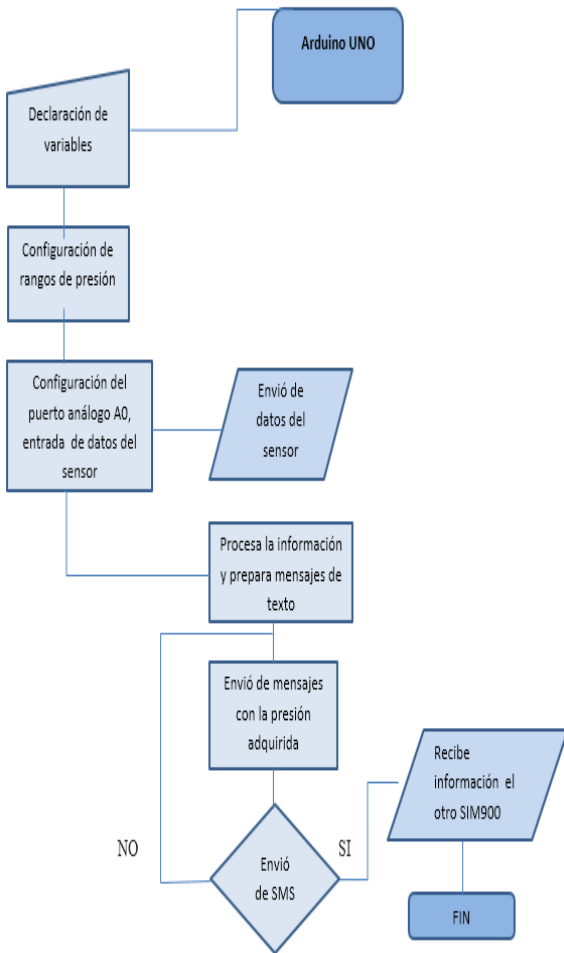 Arduino UNO
Declaración de
variables
Configuración de
rangos de presión
Configuración del
puerto análogo A0,
entrada de datos del
sensor
Envió de
datos del
sensor
Procesa la información
y prepara mensajes de
texto
Envió de mensajes
con la presión
adquirida
Recibe
información el
otro SIM900
NO
Envió
de SMS
SI
FIN